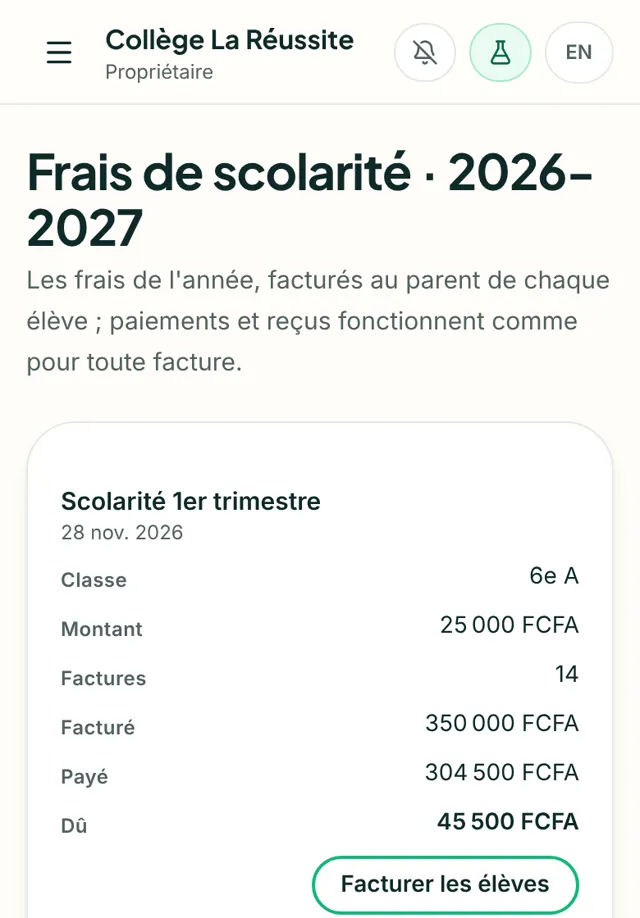 Collège La Réussite
Propriétaire
EN
Frais de scolarité · 2026–
2027
Les frais de l'année, facturés au parent de chaque
élève ; paiements et reçus fonctionnent comme
pour toute facture.
Scolarité 1er trimestre
28 nov. 2026
Classe 6e A
Montant 25 000 FCFA
Factures 14
Facturé 350 000 FCFA
Payé 304 500 FCFA
Dû 45 500 FCFA
Facturer les élèves